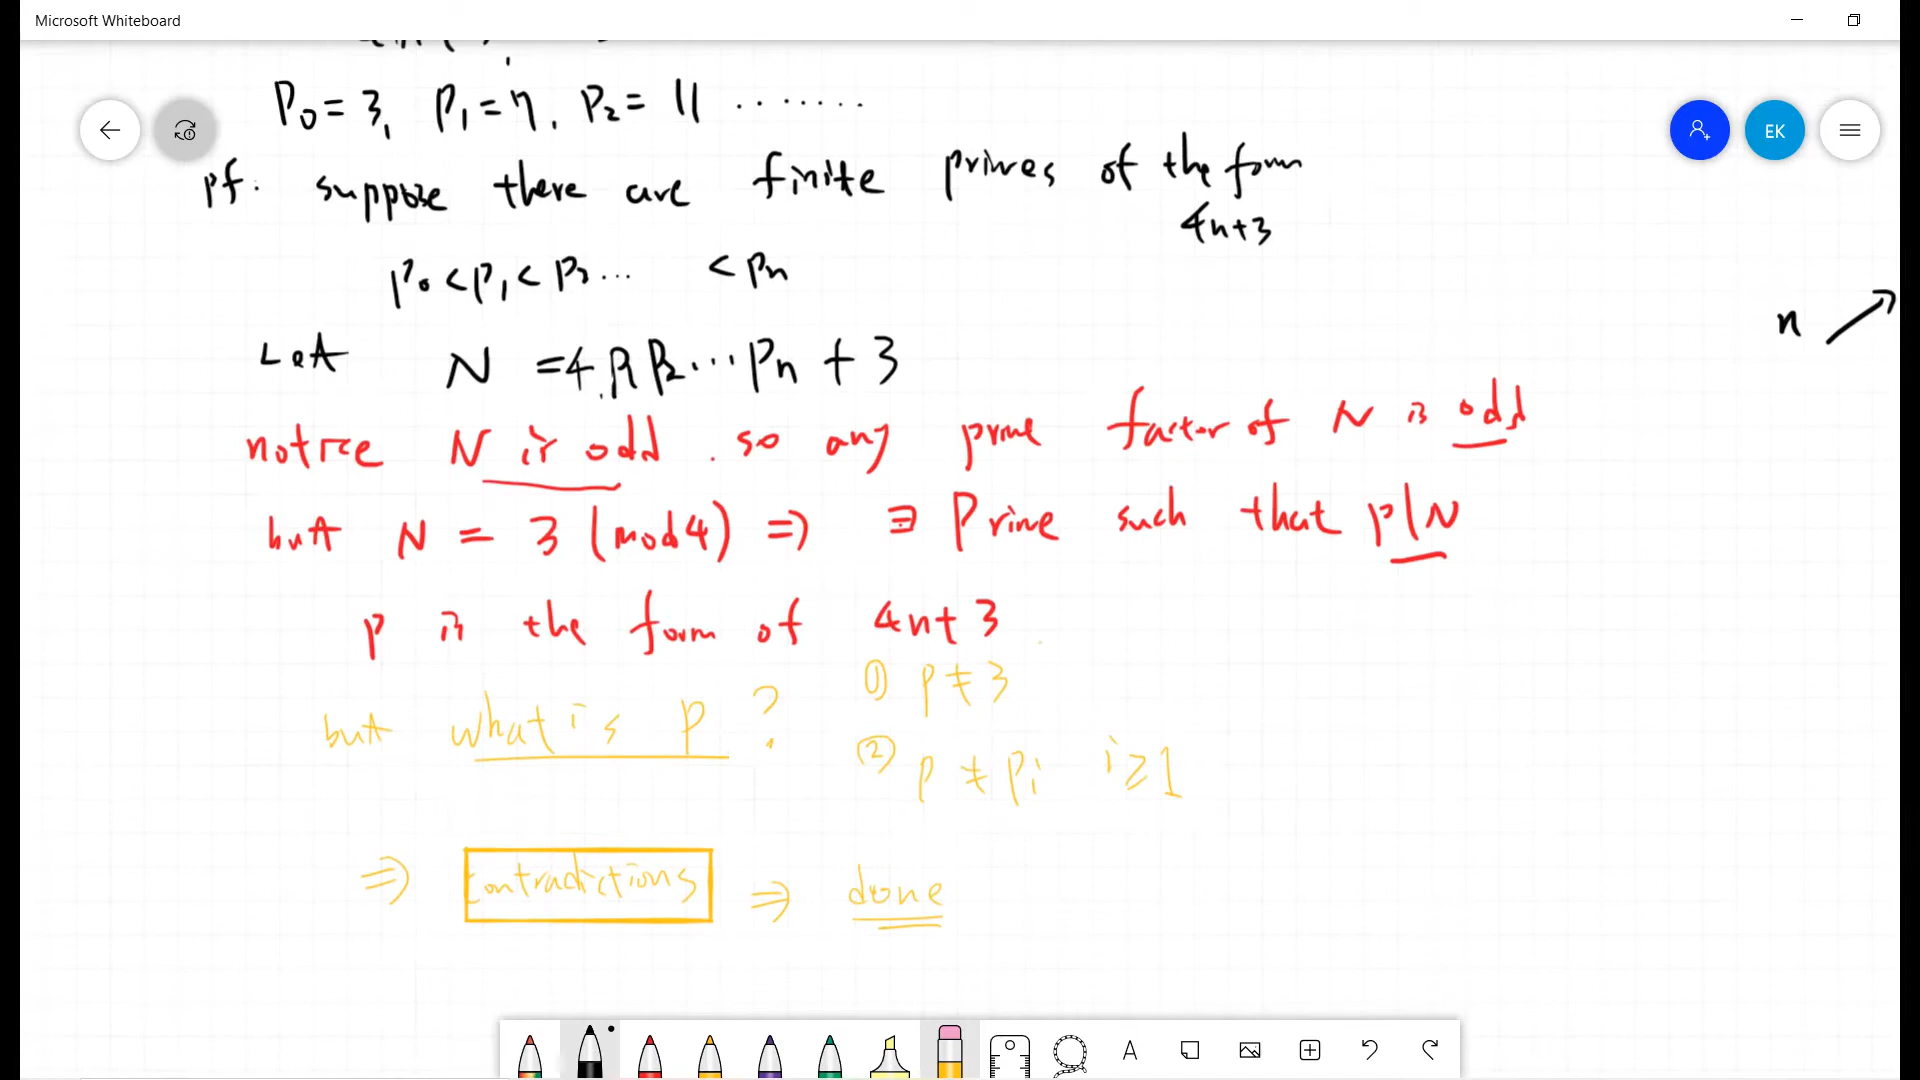 Microsoft Whiteboard
P₀ = 3, P₁ = 7, P₂ = 11 ·······
EK
pf. suppose there are finite primes of the form
4n+3
P₀ < P₁ < P₂ ... < Pn
n ↗
Let N = 4 P₁ P₂ ... Pn + 3
notice N is odd. so any prime factor of N is odd
but N = 3 (mod 4) ⇒ ∃ Prime such that p|N
p is the form of 4n+3
① p ≠ 3
but what is p ?
② p ≠ pi i ≥ 1
⇒ contradictions ⇒ done